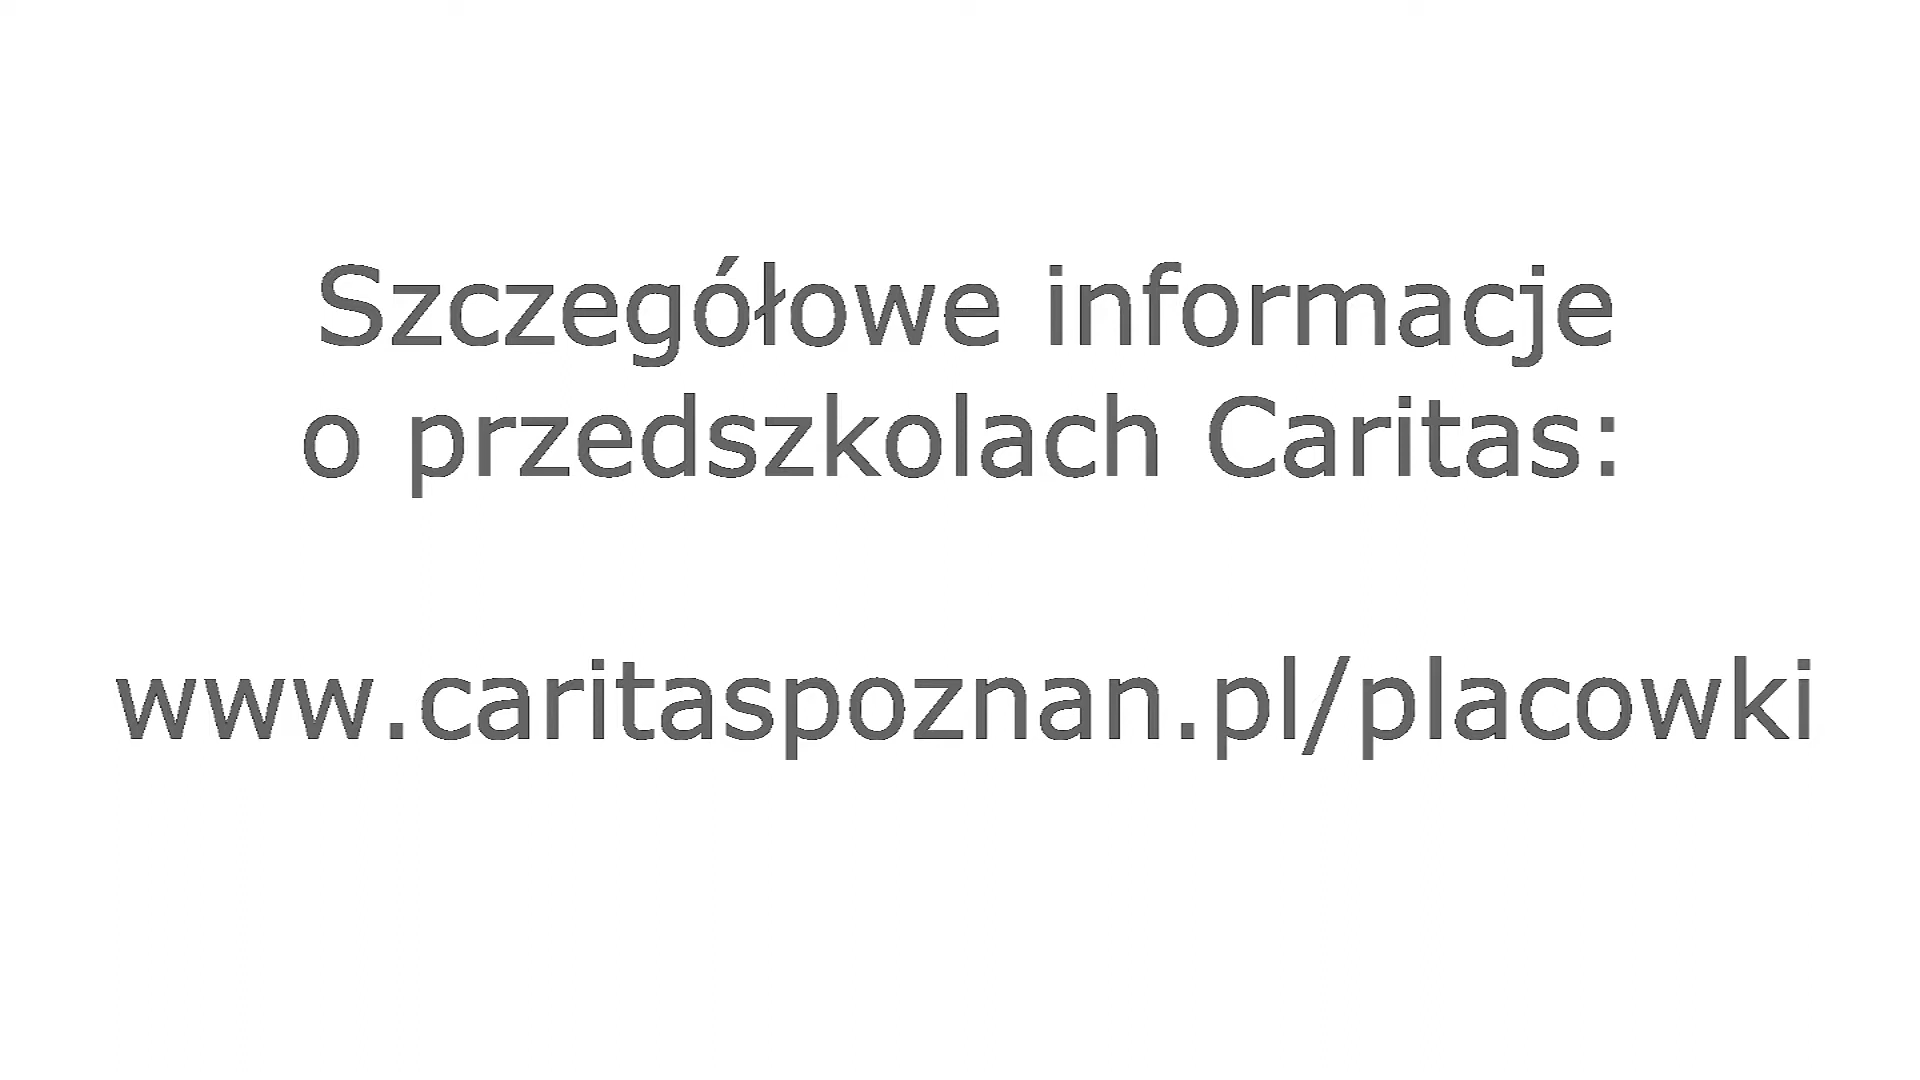 Szczegółowe informacje
o przedszkolach Caritas:
www.caritaspoznan.pl/placowki